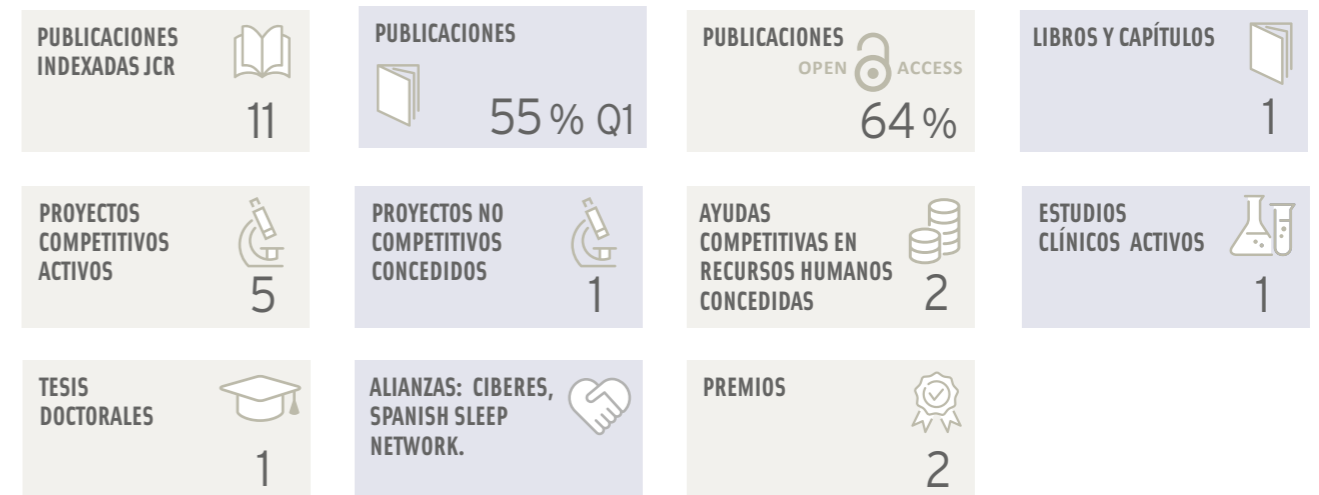 PUBLICACIONES
INDEXADAS JCR
11
PUBLICACIONES
55 % Q1
PUBLICACIONES
OPEN ACCESS
64 %
LIBROS Y CAPÍTULOS
1
PROYECTOS
COMPETITIVOS
ACTIVOS
5
PROYECTOS NO
COMPETITIVOS
CONCEDIDOS
1
AYUDAS
COMPETITIVAS EN
RECURSOS HUMANOS
CONCEDIDAS
2
ESTUDIOS
CLÍNICOS ACTIVOS
1
TESIS
DOCTORALES
1
ALIANZAS: CIBERES,
SPANISH SLEEP
NETWORK.
PREMIOS
2